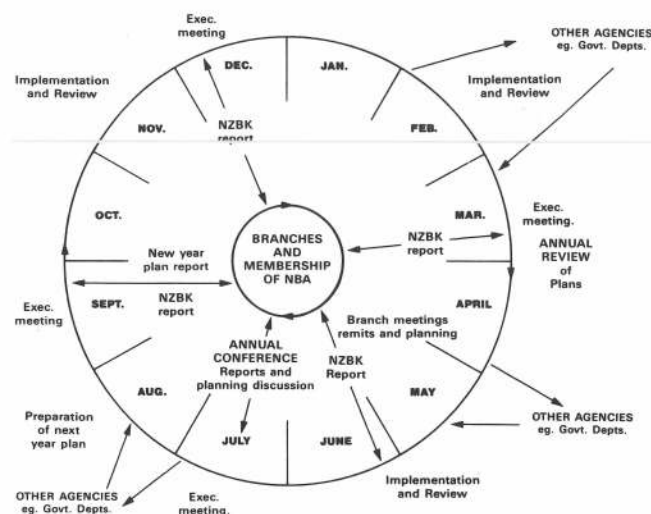 Exec.
meeting
DEC.
JAN.
OTHER AGENCIES
eg. Govt. Depts.
Implementation
and Review
Implementation
and Review
NOV.
NZBK
report
FEB.
OCT.
MAR.
Exec.
meeting.
BRANCHES
AND
MEMBERSHIP
OF NBA
NZBK
report
ANNUAL
REVIEW
of
Plans
New year
plan report
SEPT.
NZBK
report
Exec.
meeting
APRIL
Branch meetings
remits and planning
ANNUAL
CONFERENCE
Reports and
planning discussion
NZBK
Report
AUG.
MAY
Preparation
of next
year plan
JULY
JUNE
OTHER AGENCIES
eg. Govt. Depts.
OTHER AGENCIES
eg. Govt. Depts.
Exec.
meeting.
Implementation
and Review